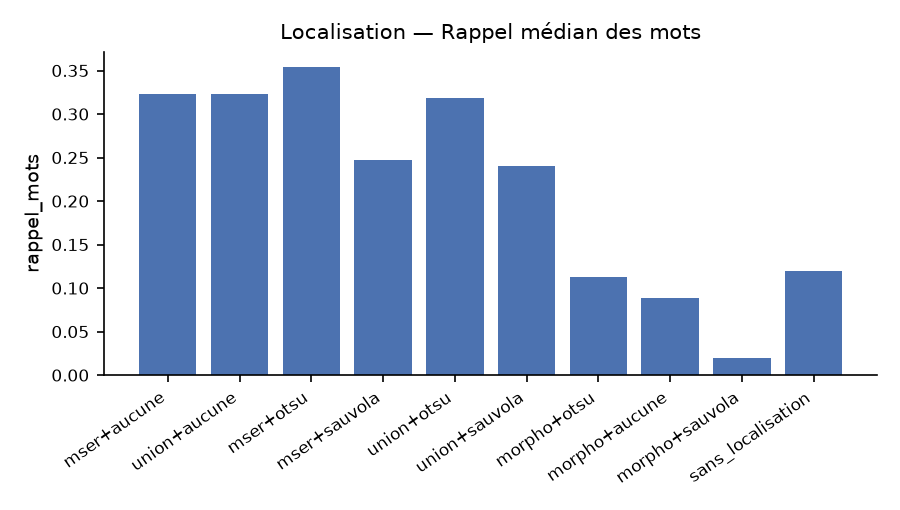 Localisation — Rappel médian des mots
rappel_mots
0.35
0.30
0.25
0.20
0.15
0.10
0.05
0.00
mser+aucune
union+aucune
mser+otsu
mser+sauvola
union+otsu
union+sauvola
morpho+otsu
morpho+aucune
morpho+sauvola
sans_localisation